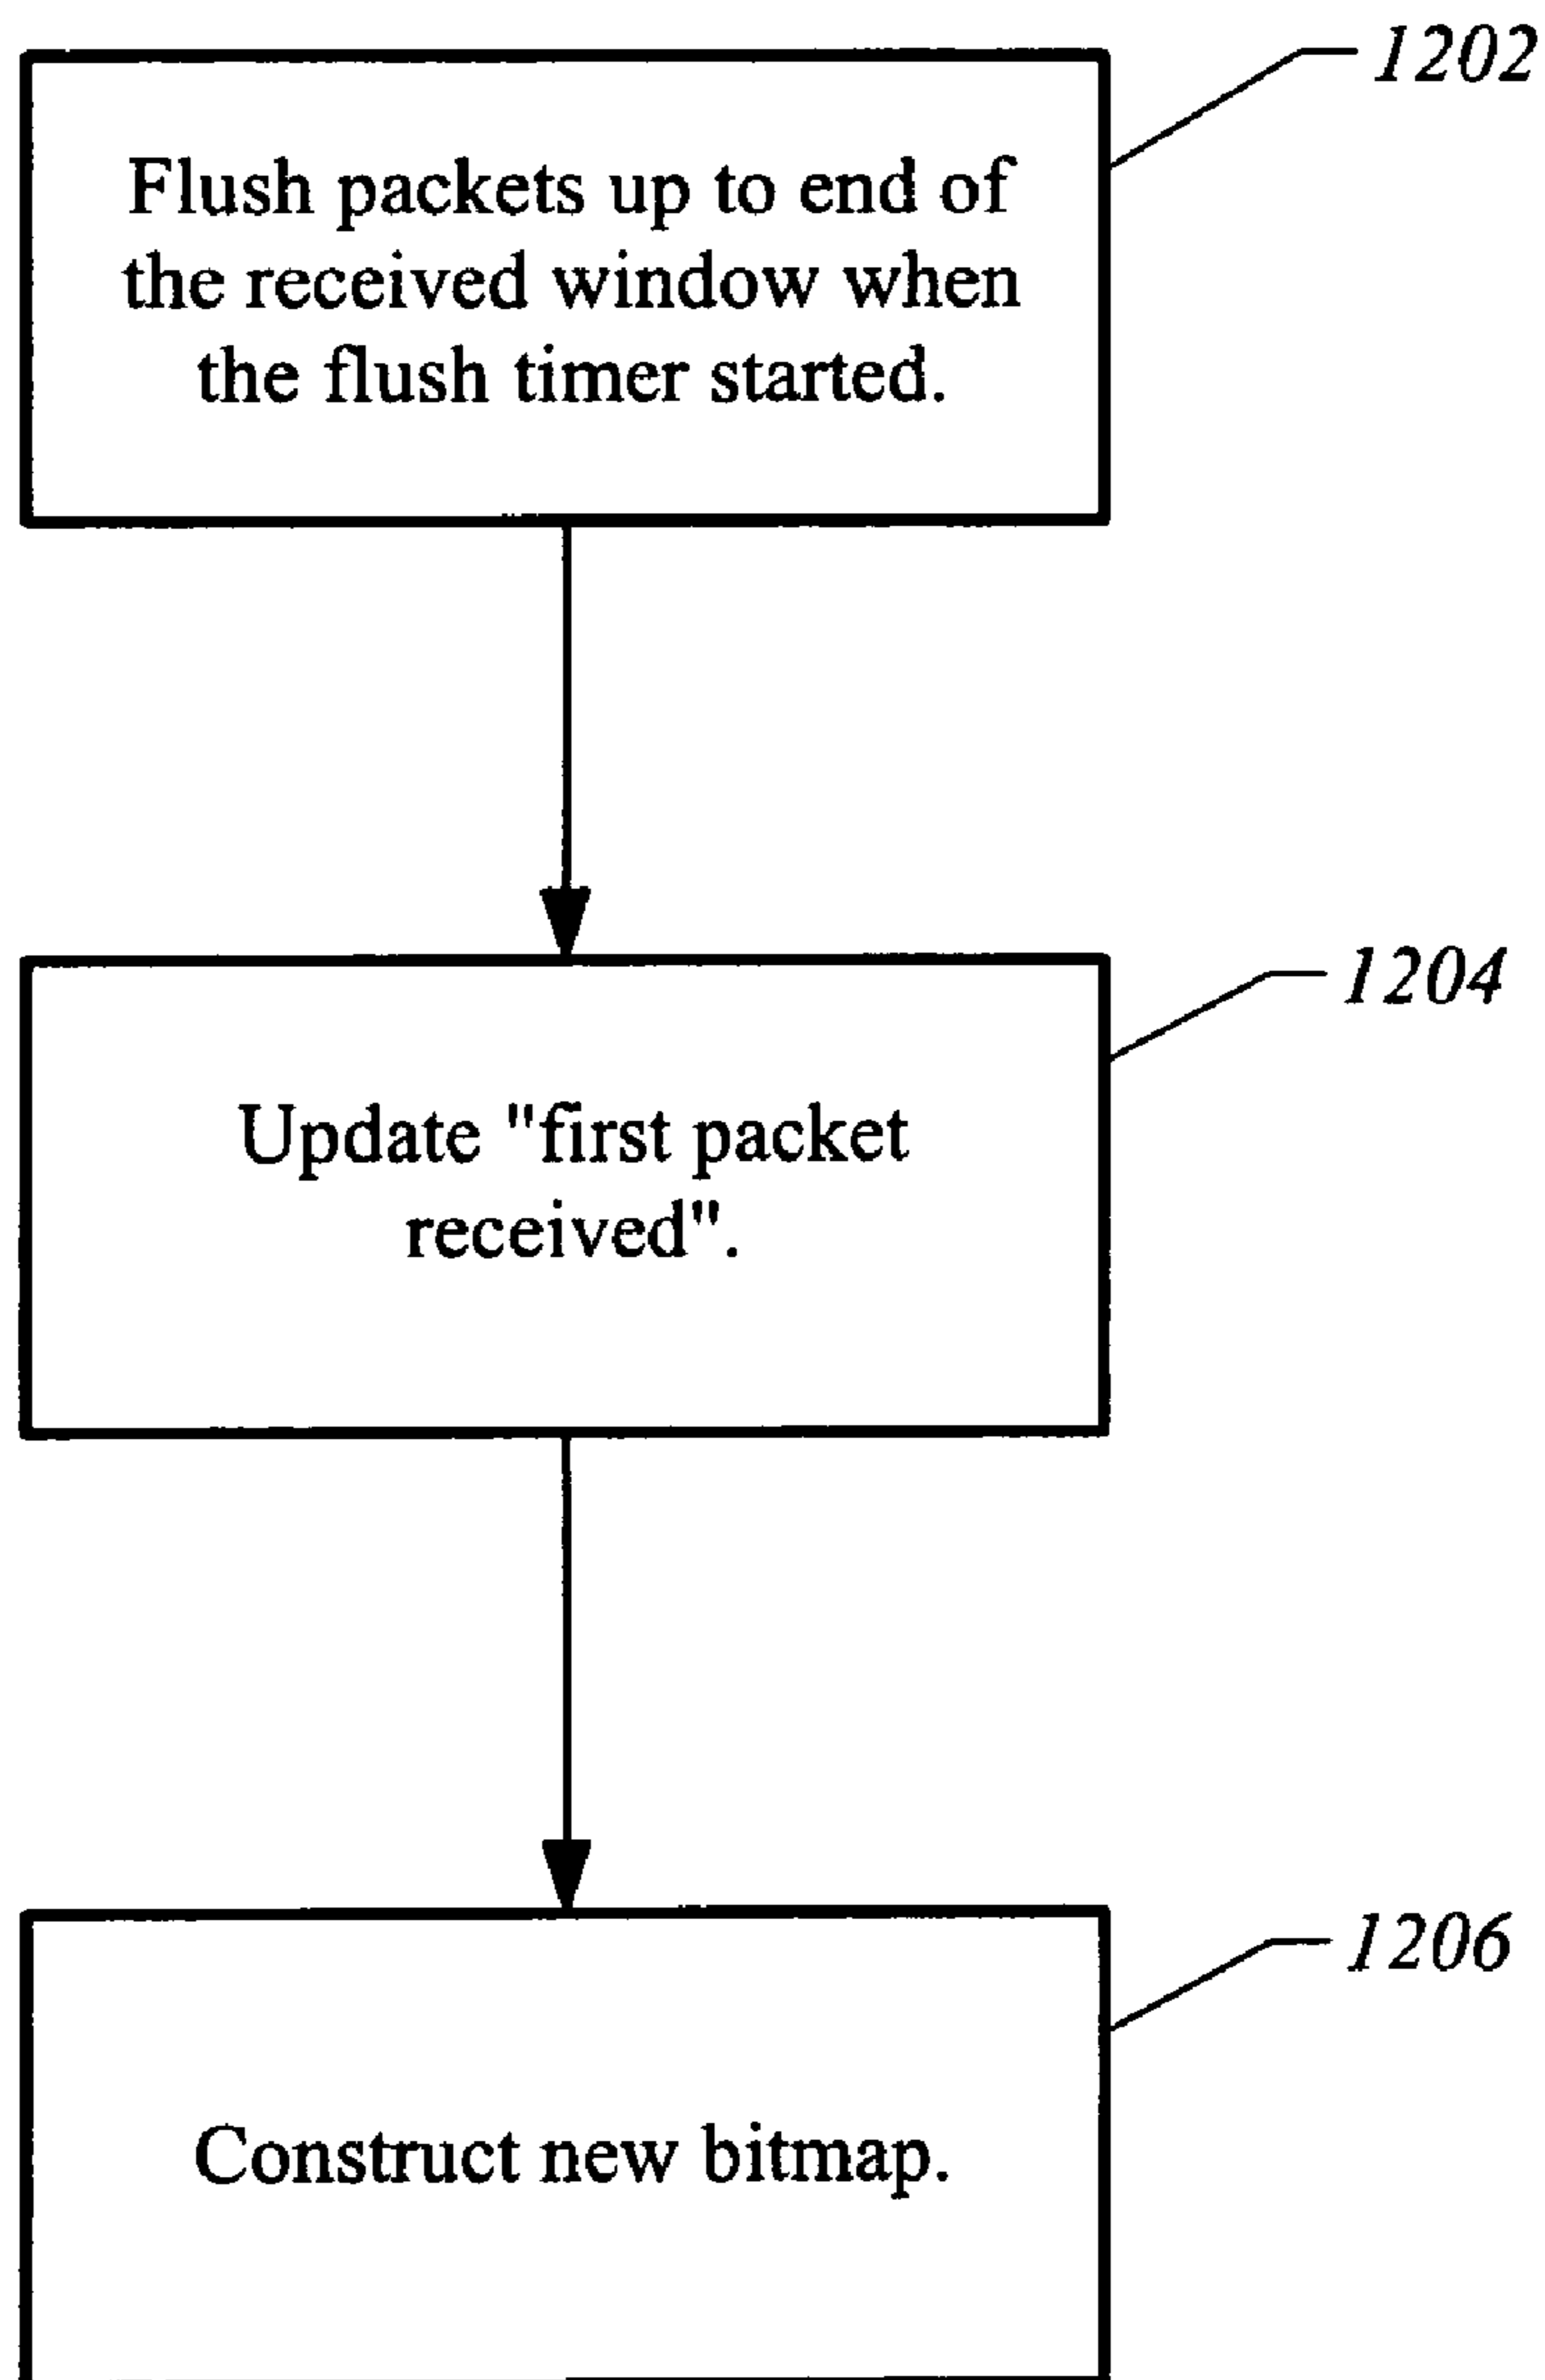 1202
Flush packets up to end of
the received window when
the flush timer started.
1204
Update "first packet
received".
1206
Construct new bitmap.